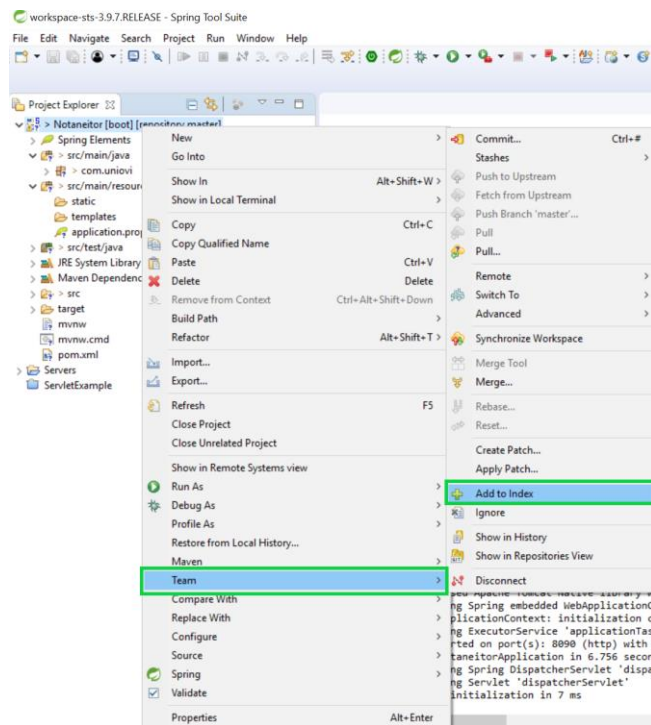 workspace-sts-3.9.7.RELEASE - Spring Tool Suite
File Edit Navigate Search Project Run Window Help
Project Explorer
> Notaneitor [boot] [repository master]
Spring Elements
> src/main/java
> com.uniovi
> src/main/resour
static
templates
application.prop
> src/test/java
JRE System Library
Maven Dependenc
> src
target
mvnw
mvnw.cmd
pom.xml
Servers
ServletExample
New
Go Into
Show In Alt+Shift+W
Show in Local Terminal
Copy Ctrl+C
Copy Qualified Name
Paste Ctrl+V
Delete Delete
Remove from Context Ctrl+Alt+Shift+Down
Build Path
Refactor Alt+Shift+T
Import...
Export...
Refresh F5
Close Project
Close Unrelated Project
Show in Remote Systems view
Run As
Debug As
Profile As
Restore from Local History...
Maven
Team
Compare With
Replace With
Configure
Source
Spring
Validate
Properties Alt+Enter
Commit... Ctrl+#
Stashes
Push to Upstream
Fetch from Upstream
Push Branch 'master'...
Pull
Pull...
Remote
Switch To
Advanced
Synchronize Workspace
Merge Tool
Merge...
Rebase...
Reset...
Create Patch...
Apply Patch...
Add to Index
Ignore
Show in History
Show in Repositories View
Disconnect
sed Apache Tomcat Native library
ng Spring embedded WebApplicationC
plicationContext: initialization c
ng ExecutorService 'applicationTas
rted on port(s): 8090 (http) with
taneitorApplication in 6.756 secon
ng Spring DispatcherServlet 'dispa
ng Servlet 'dispatcherServlet'
initialization in 7 ms